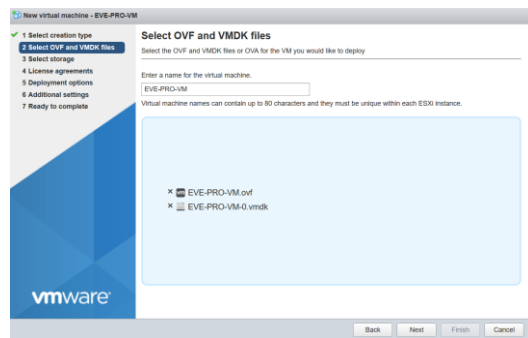 New virtual machine - EVE-PRO-VM
1 Select creation type
2 Select OVF and VMDK files
3 Select storage
4 License agreements
5 Deployment options
6 Additional settings
7 Ready to complete
Select OVF and VMDK files
Select the OVF and VMDK files or OVA for the VM you would like to deploy
Enter a name for the virtual machine.
EVE-PRO-VM
Virtual machine names can contain up to 80 characters and they must be unique within each ESXi instance.
× EVE-PRO-VM.ovf
× EVE-PRO-VM-0.vmdk
vmware
Back Next Finish Cancel